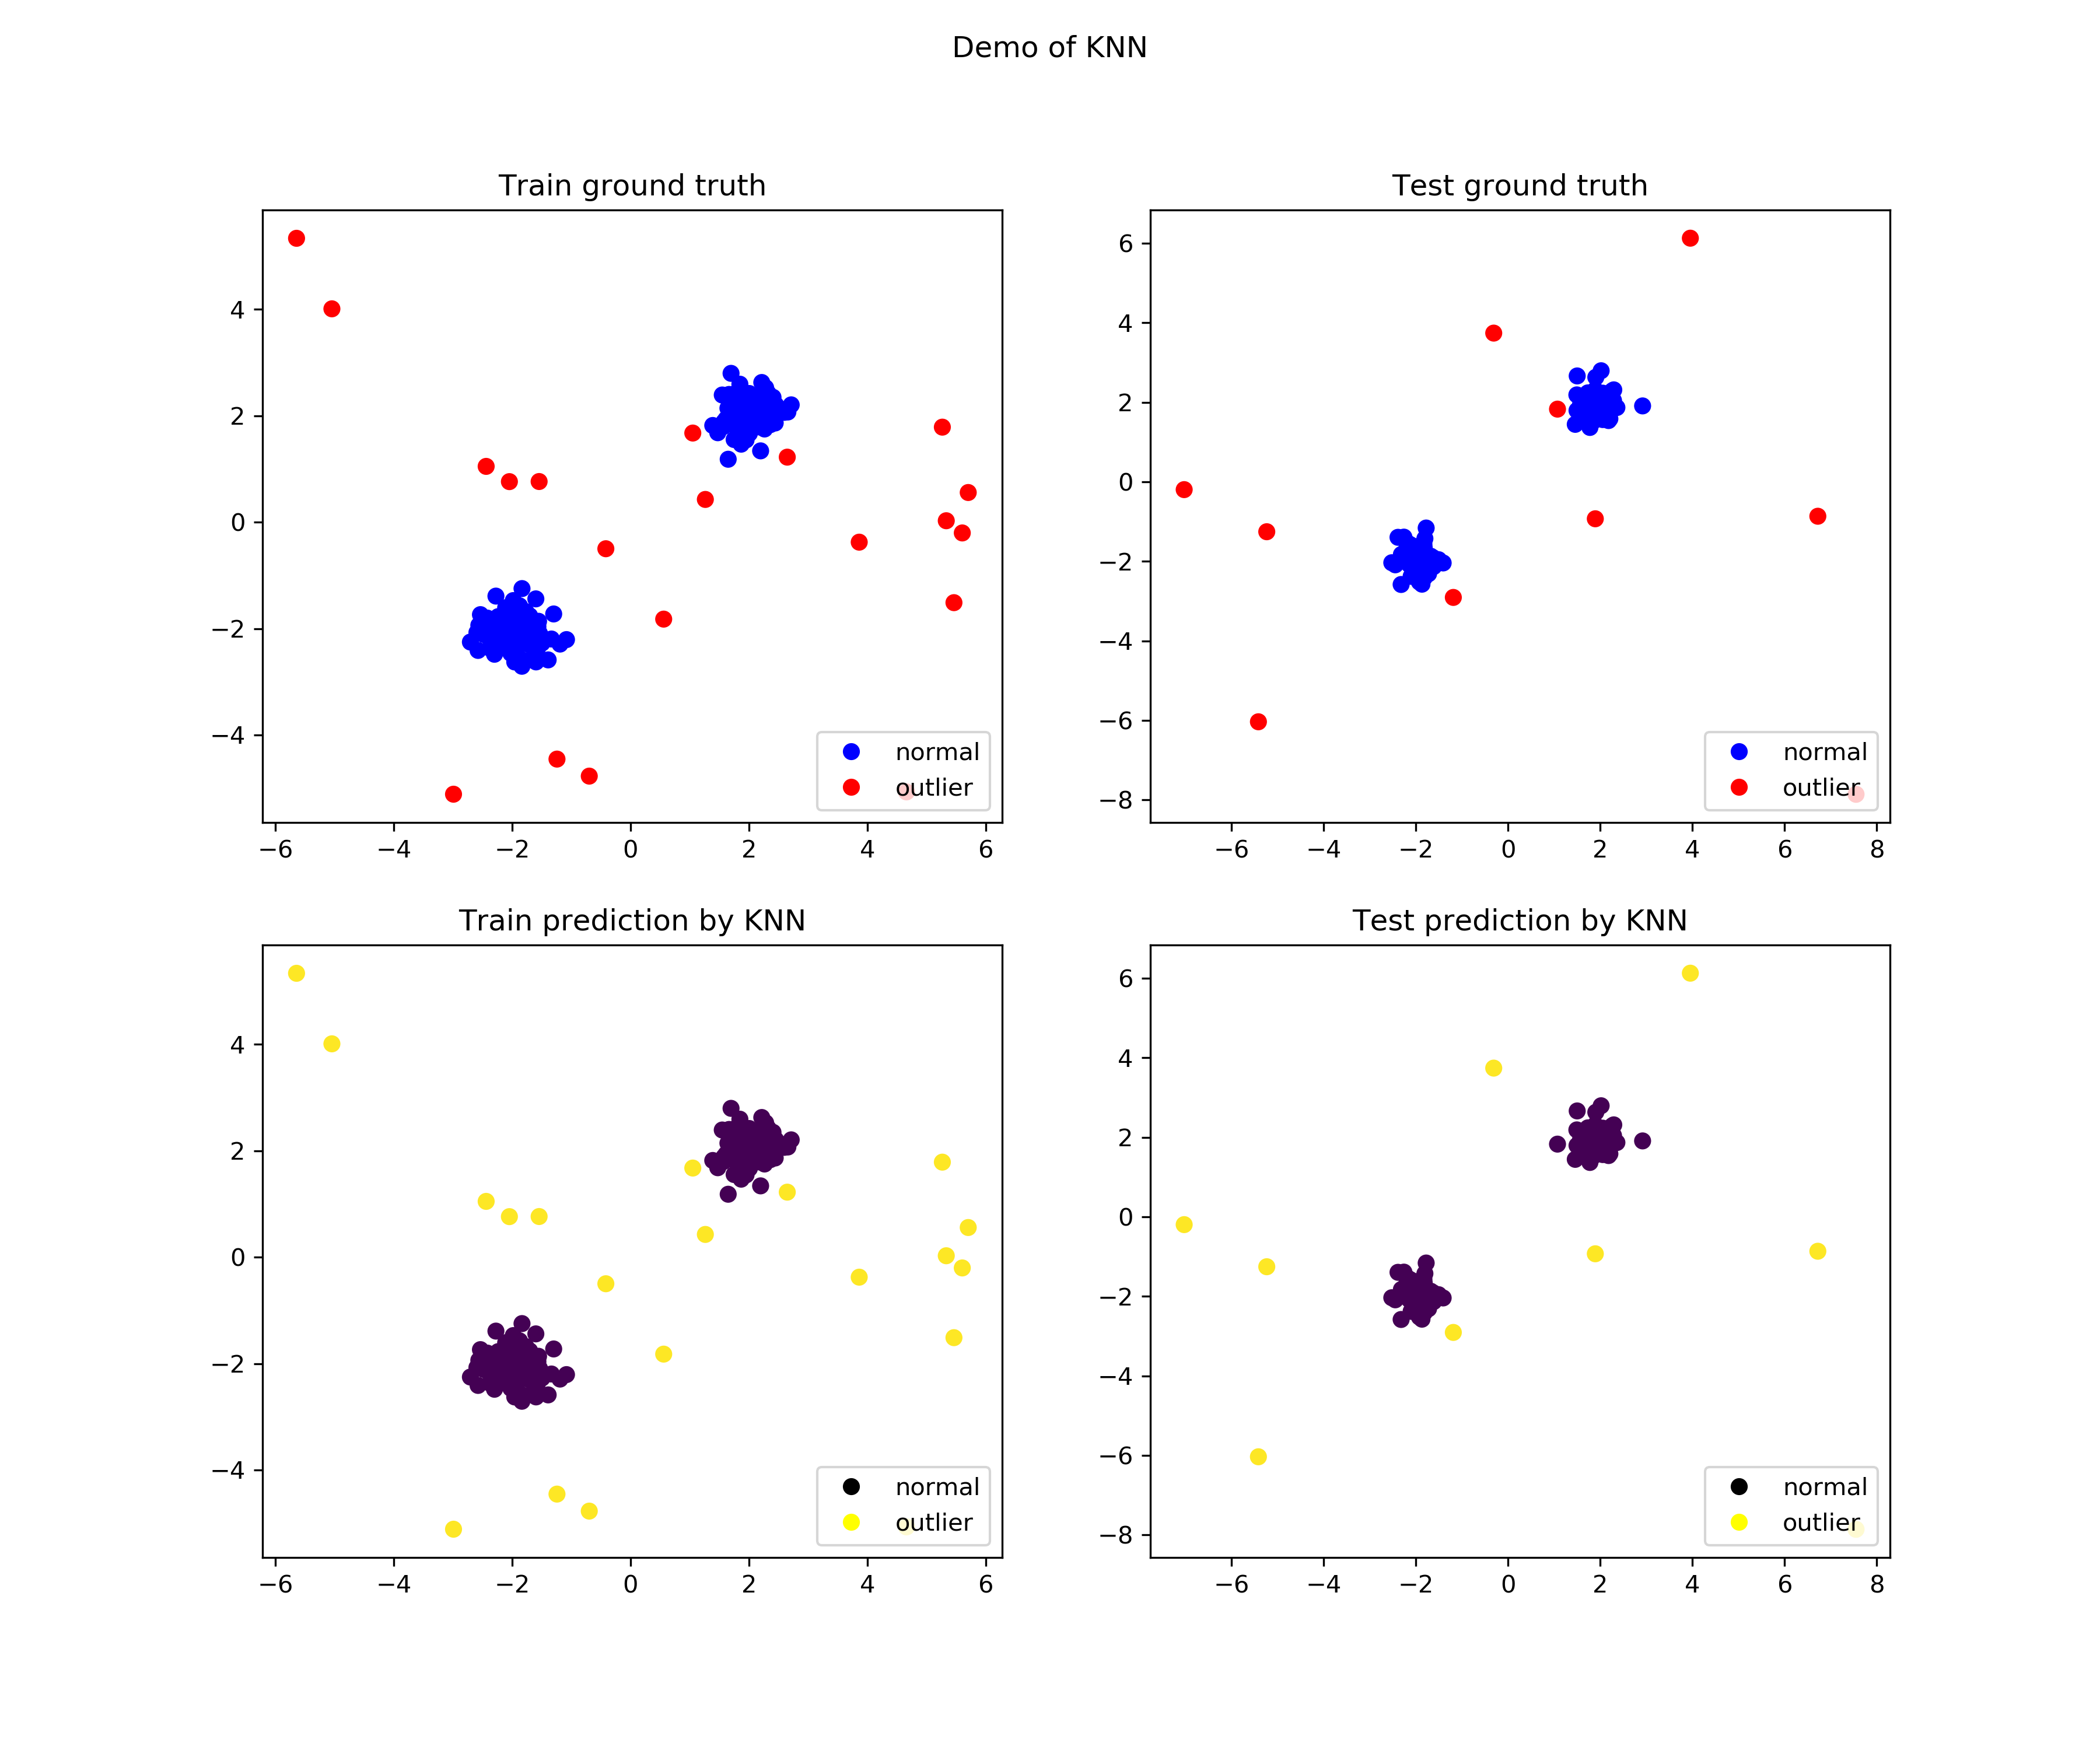 Demo of KNN
Train ground truth
4
2
0
−2
−4
−6 −4 −2 0 2 4 6
normal
outlier
Test ground truth
6
4
2
0
−2
−4
−6
−8
−6 −4 −2 0 2 4 6 8
normal
outlier
Train prediction by KNN
4
2
0
−2
−4
−6 −4 −2 0 2 4 6
normal
outlier
Test prediction by KNN
6
4
2
0
−2
−4
−6
−8
−6 −4 −2 0 2 4 6 8
normal
outlier